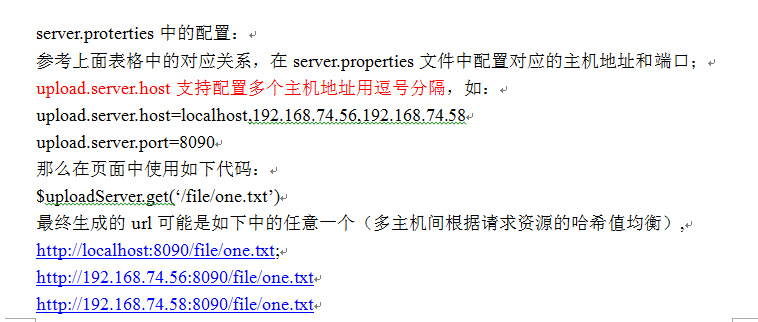 server.proterties 中的配置：
参考上面表格中的对应关系，在 server.properties 文件中配置对应的主机地址和端口；
upload.server.host 支持配置多个主机地址用逗号分隔，如：
upload.server.host=localhost,192.168.74.56,192.168.74.58
upload.server.port=8090
那么在页面中使用如下代码：
$uploadServer.get(‘/file/one.txt’)
最终生成的 url 可能是如下中的任意一个（多主机间根据请求资源的哈希值均衡）,
http://localhost:8090/file/one.txt;
http://192.168.74.56:8090/file/one.txt
http://192.168.74.58:8090/file/one.txt